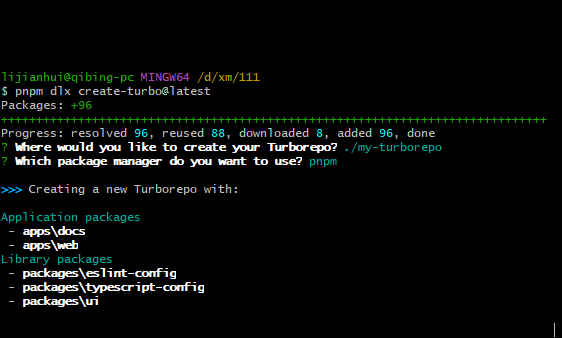 lijianhui@qibing-pc MINGW64 /d/xm/111
$ pnpm dlx create-turbo@latest
Packages: +96
++++++++++++++++++++++++++++++++++++++++++++++++++++++++++++++++++++++++++++++
Progress: resolved 96, reused 88, downloaded 8, added 96, done
? Where would you like to create your Turborepo? ./my-turborepo
? Which package manager do you want to use? pnpm
>>> Creating a new Turborepo with:
Application packages
- apps\docs
- apps\web
Library packages
- packages\eslint-config
- packages\typescript-config
- packages\ui